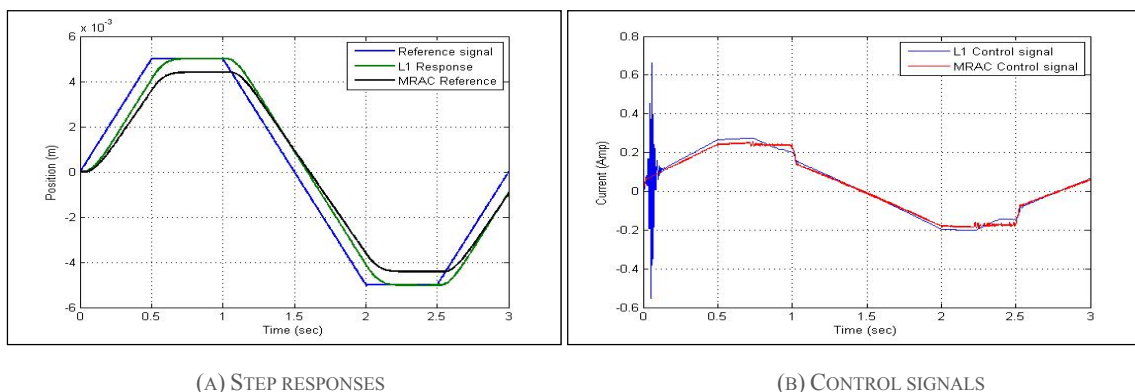 x 10⁻³
6
4
2
0
-2
-4
-6
Position (m)
0 0.5 1 1.5 2 2.5 3
Time (sec)
Reference signal
L1 Response
MRAC Reference
0.8
0.6
0.4
0.2
0
-0.2
-0.4
-0.6
Current (Amp)
0 0.5 1 1.5 2 2.5 3
Time (sec)
L1 Control signal
MRAC Control signal
(A) STEP RESPONSES
(B) CONTROL SIGNALS